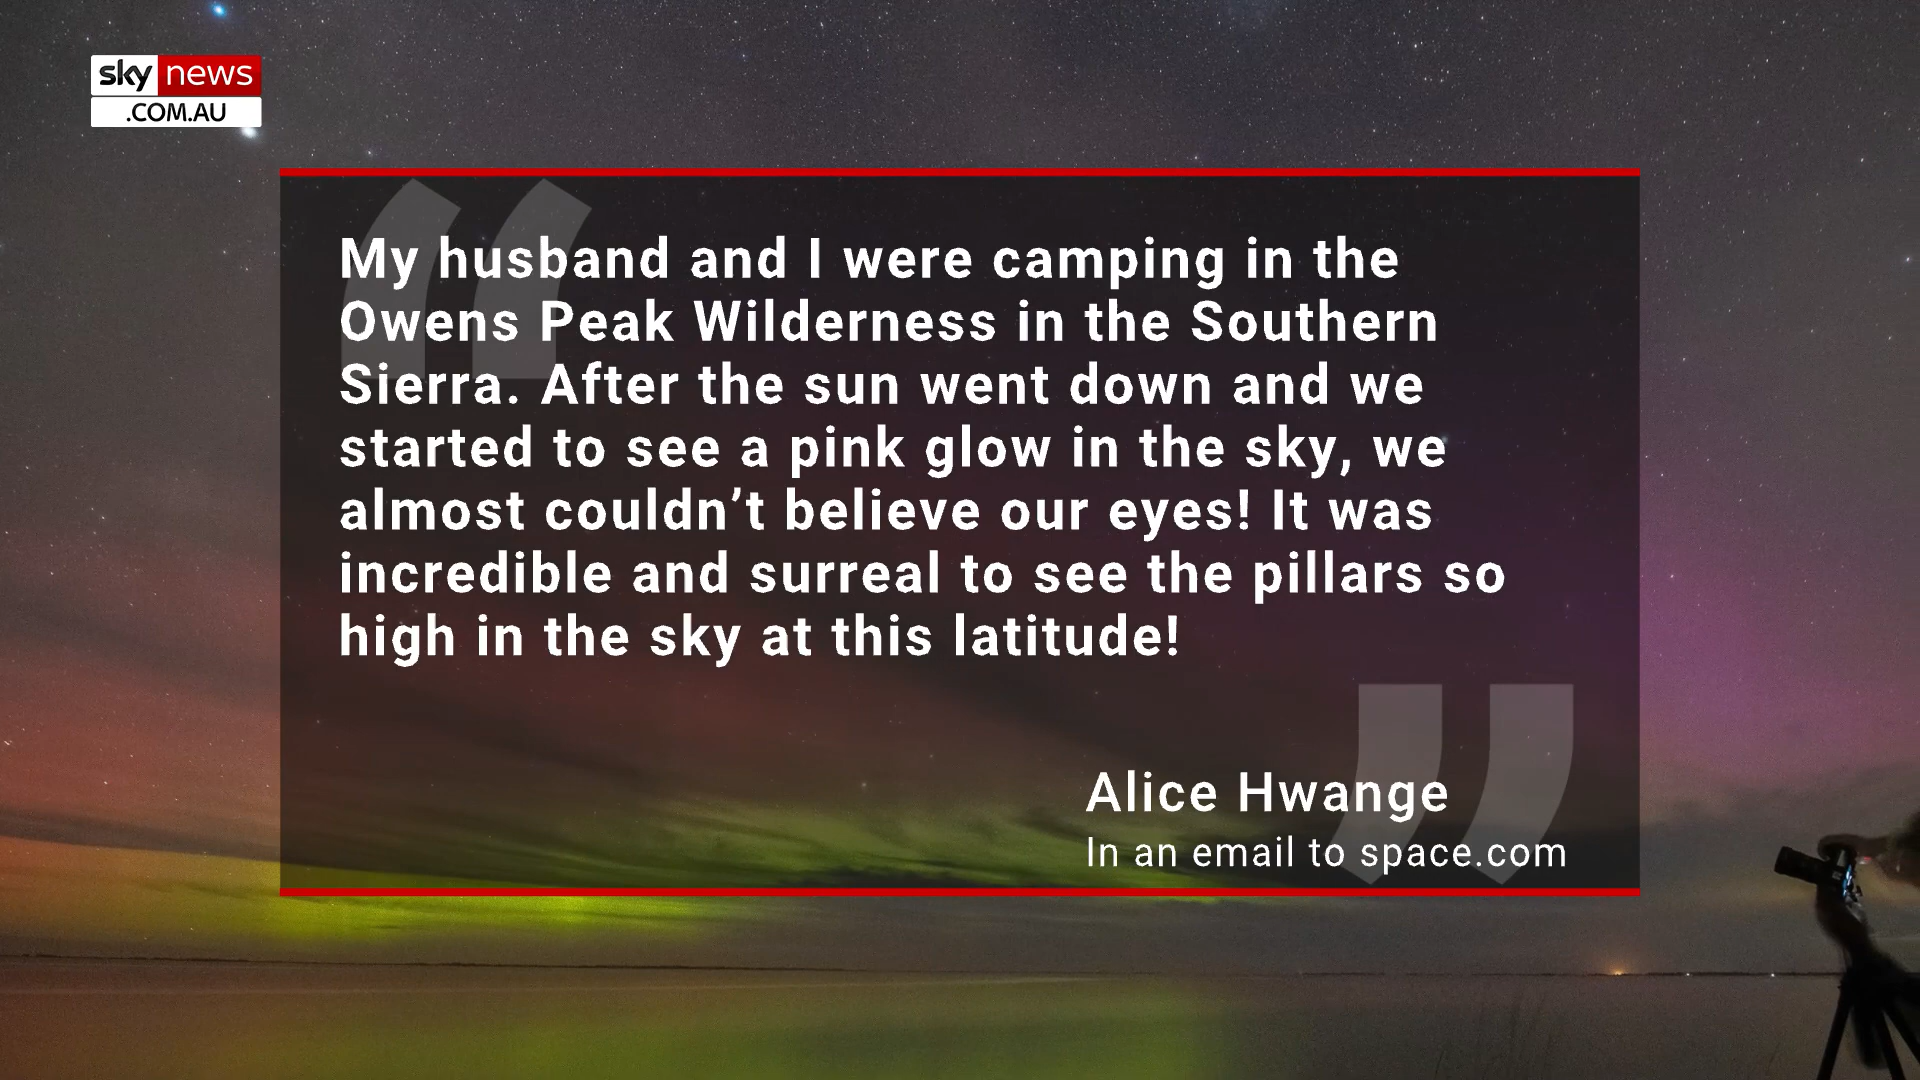 sky news
.COM.AU
My husband and I were camping in the
Owens Peak Wilderness in the Southern
Sierra. After the sun went down and we
started to see a pink glow in the sky, we
almost couldn’t believe our eyes! It was
incredible and surreal to see the pillars so
high in the sky at this latitude!
Alice Hwange
In an email to space.com